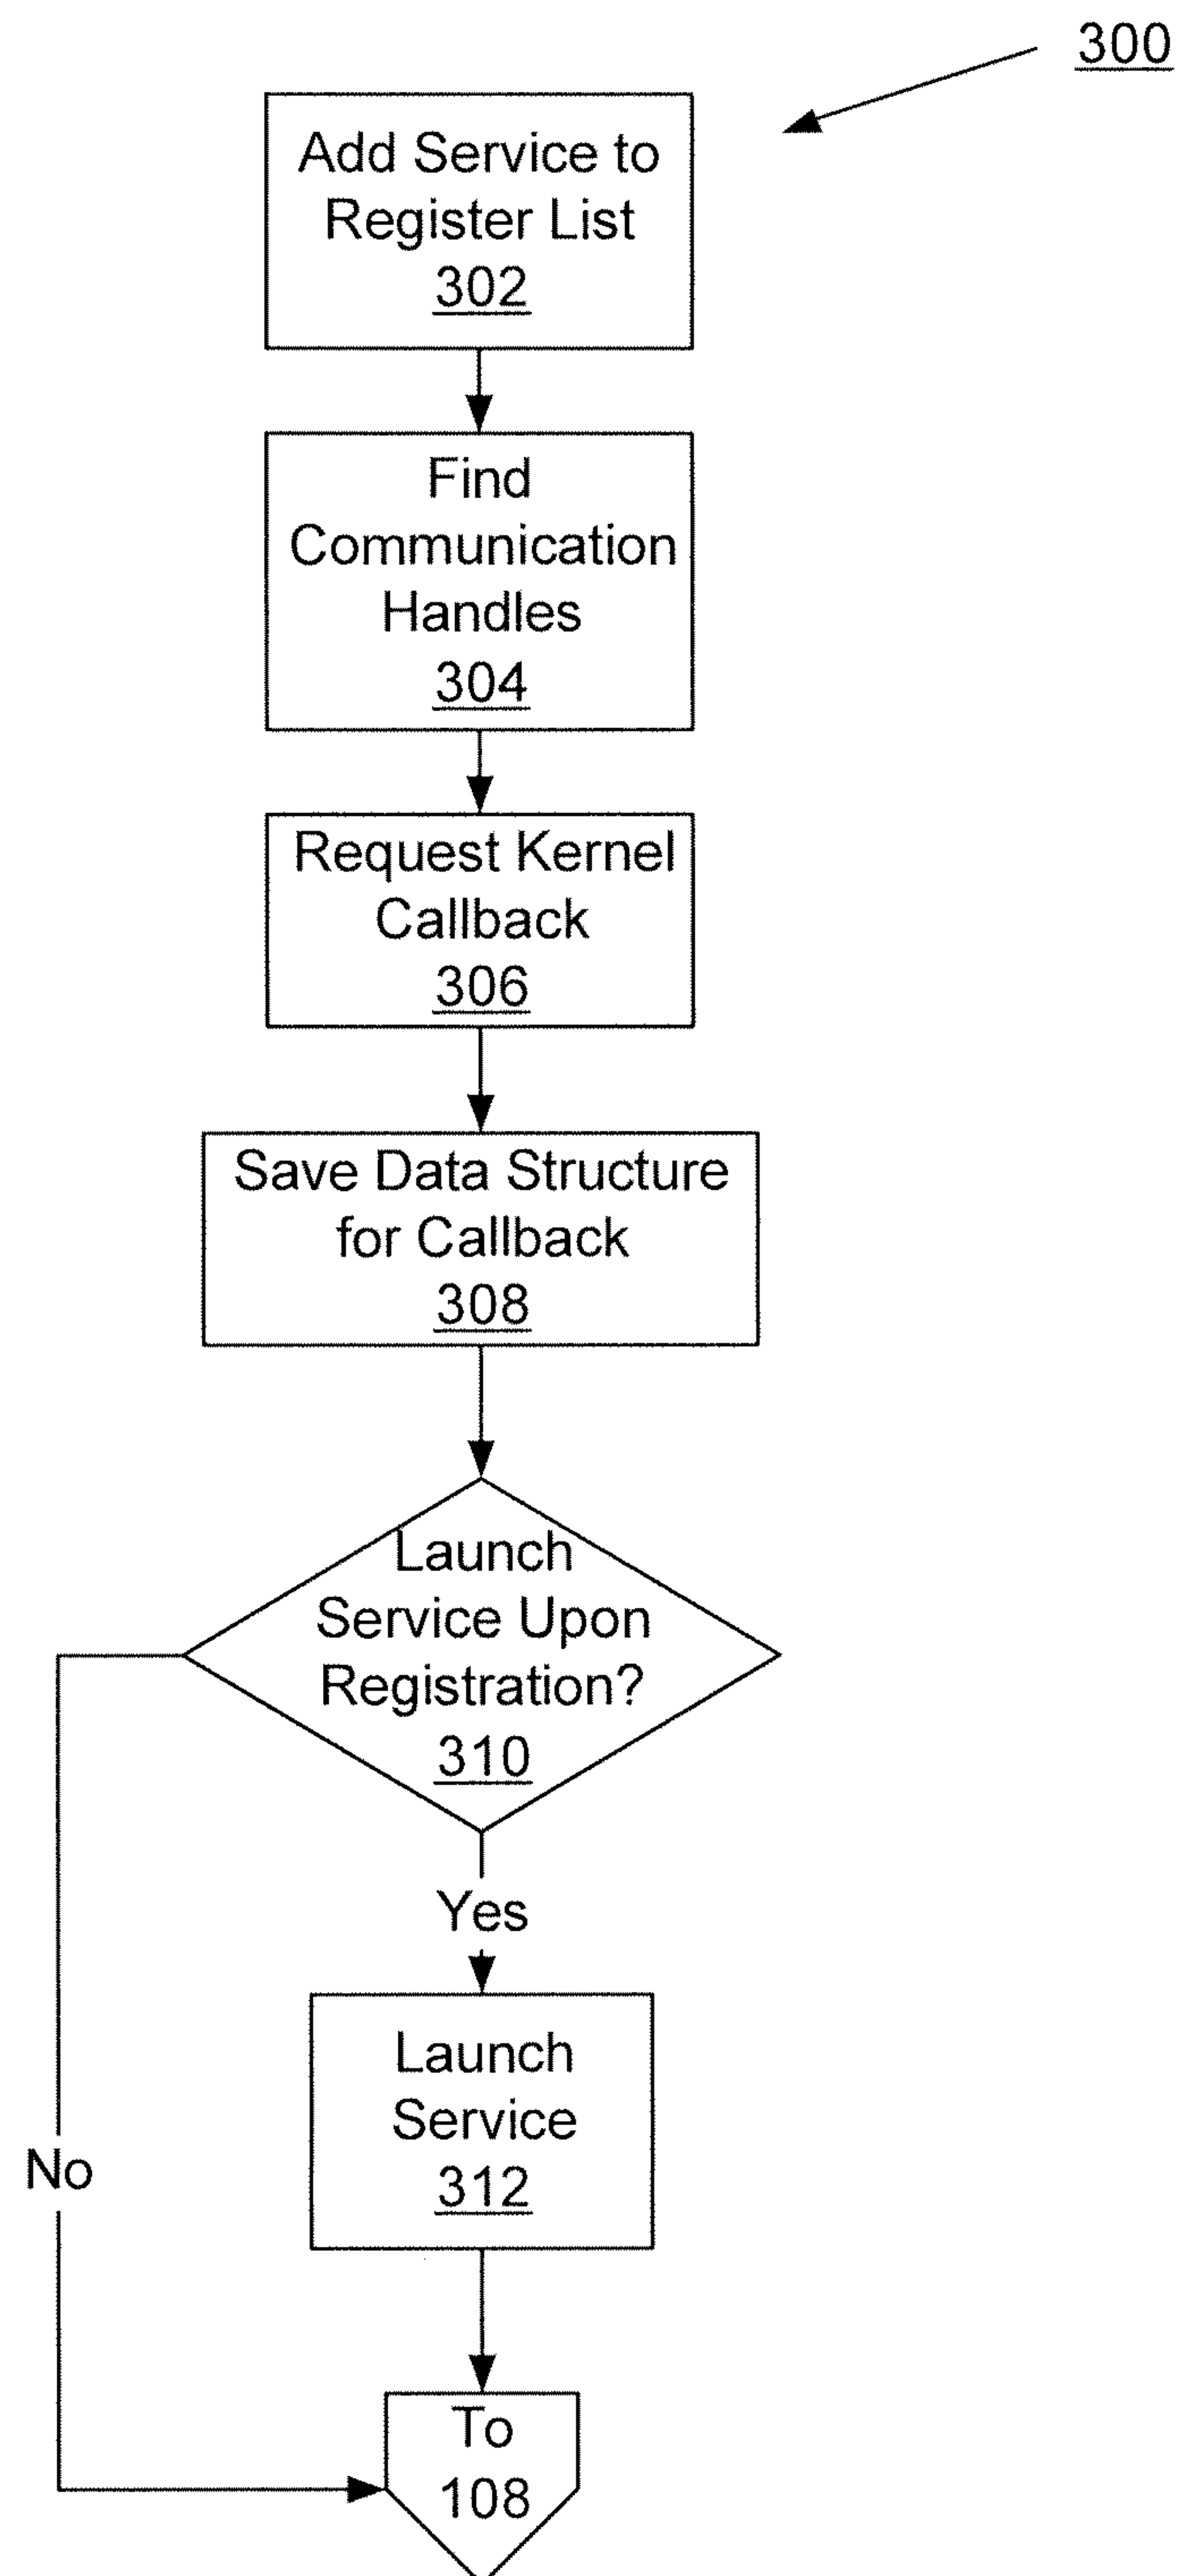 300
Add Service to
Register List
302
Find
Communication
Handles
304
Request Kernel
Callback
306
Save Data Structure
for Callback
308
Launch
Service Upon
Registration?
310
Yes
Launch
Service
312
No
To
108